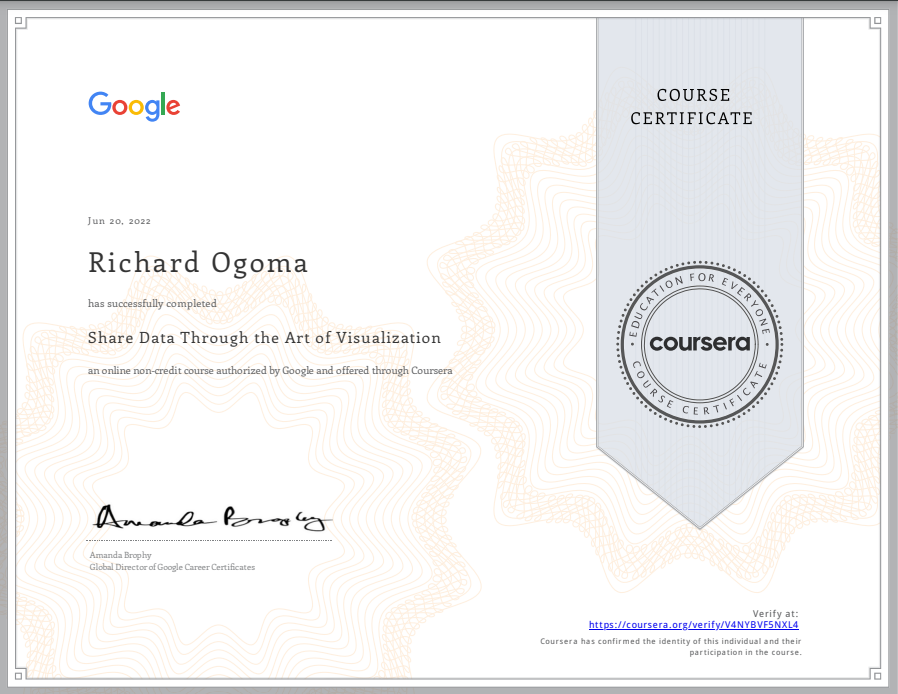 Google
COURSE
CERTIFICATE
Jun 20, 2022
Richard Ogoma
has successfully completed
Share Data Through the Art of Visualization
an online non-credit course authorized by Google and offered through Coursera
EDUCATION FOR EVERYONE
coursera
COURSE CERTIFICATE
Amanda Brophy
Amanda Brophy
Global Director of Google Career Certificates
Verify at:
https://coursera.org/verify/V4NYBVF5NXL4
Coursera has confirmed the identity of this individual and their
participation in the course.